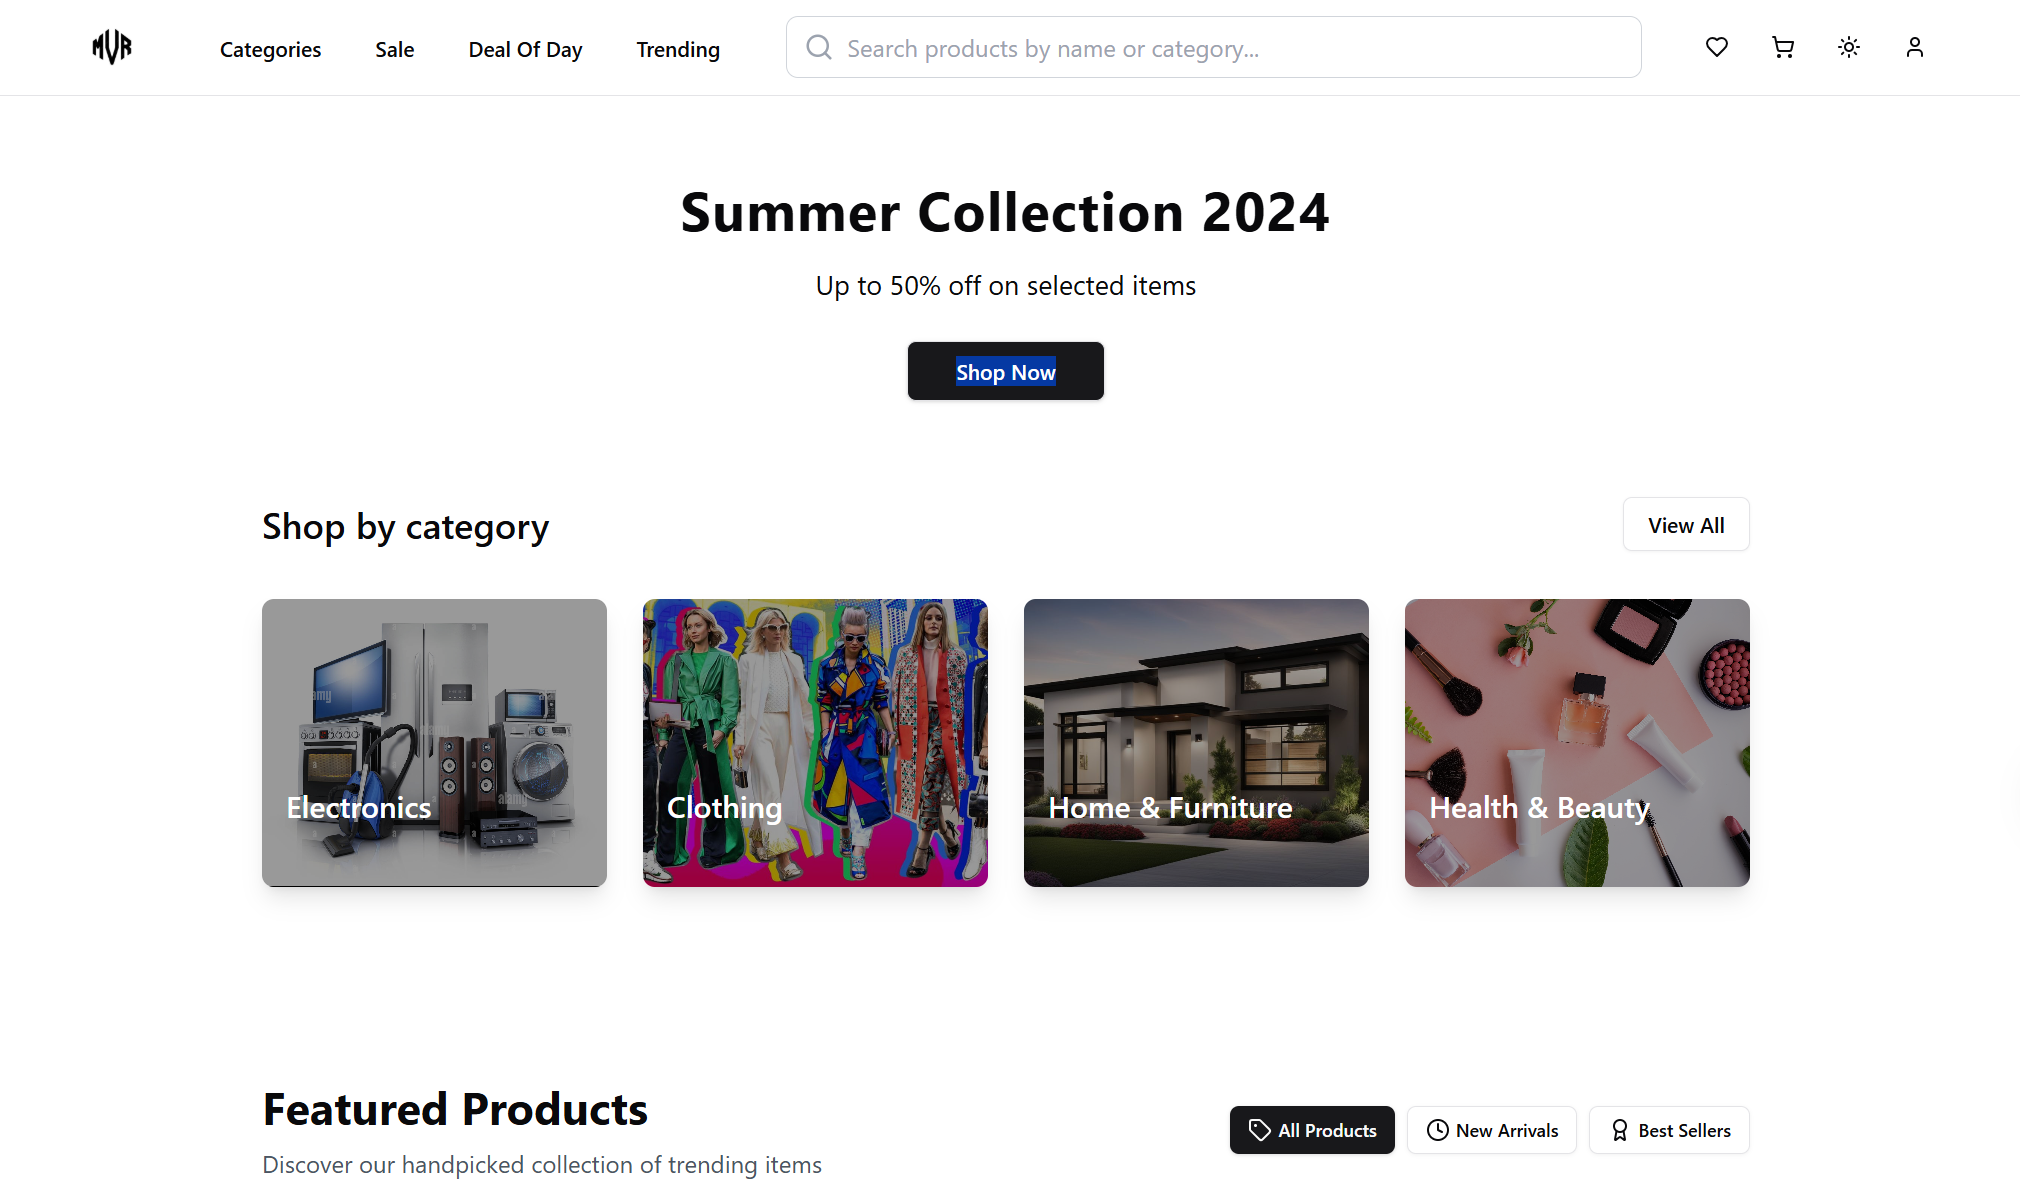 MVR
Categories
Sale
Deal Of Day
Trending
Search products by name or category...
Summer Collection 2024
Up to 50% off on selected items
Shop Now
Shop by category
View All
Electronics
Clothing
Home & Furniture
Health & Beauty
Featured Products
Discover our handpicked collection of trending items
All Products
New Arrivals
Best Sellers